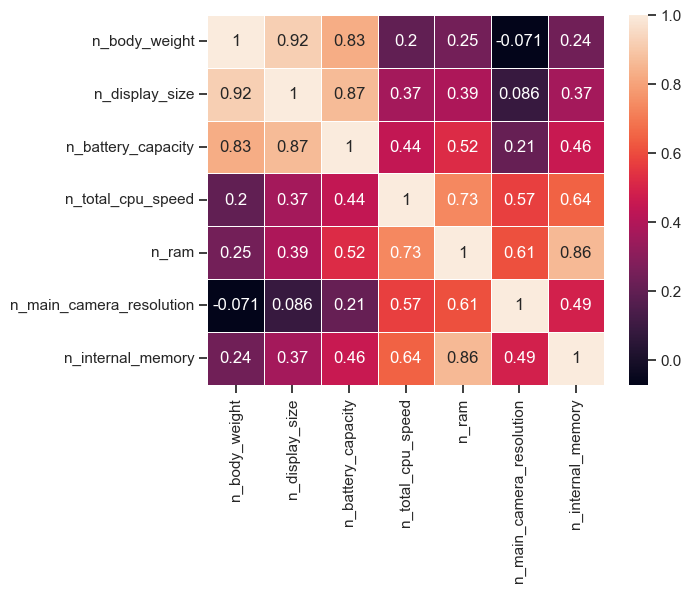 n_body_weight 1 0.92 0.83 0.2 0.25 -0.071 0.24
n_display_size 0.92 1 0.87 0.37 0.39 0.086 0.37
n_battery_capacity 0.83 0.87 1 0.44 0.52 0.21 0.46
n_total_cpu_speed 0.2 0.37 0.44 1 0.73 0.57 0.64
n_ram 0.25 0.39 0.52 0.73 1 0.61 0.86
n_main_camera_resolution -0.071 0.086 0.21 0.57 0.61 1 0.49
n_internal_memory 0.24 0.37 0.46 0.64 0.86 0.49 1
n_body_weight
n_display_size
n_battery_capacity
n_total_cpu_speed
n_ram
n_main_camera_resolution
n_internal_memory
1.0
0.8
0.6
0.4
0.2
0.0